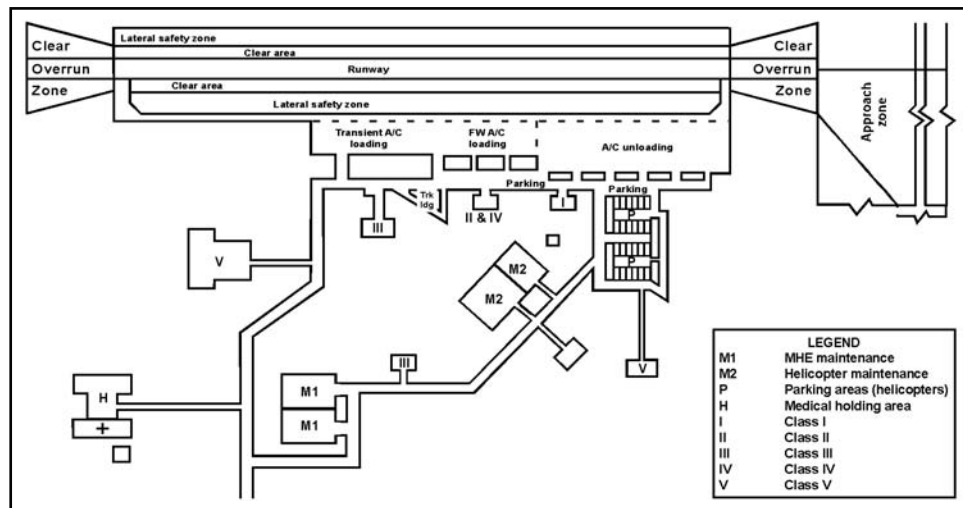 Lateral safety zone
Clear
Clear area
Clear
Overrun
Runway
Overrun
Zone
Clear area
Zone
Lateral safety zone
Approach
zone
Transient A/C
loading
FW A/C
loading
A/C unloading
Parking
Parking
Trk
ldg
III
II & IV
I
P
P
V
M2
M2
III
V
M1
M1
H
+
LEGEND
M1 MHE maintenance
M2 Helicopter maintenance
P Parking areas (helicopters)
H Medical holding area
I Class I
II Class II
III Class III
IV Class IV
V Class V